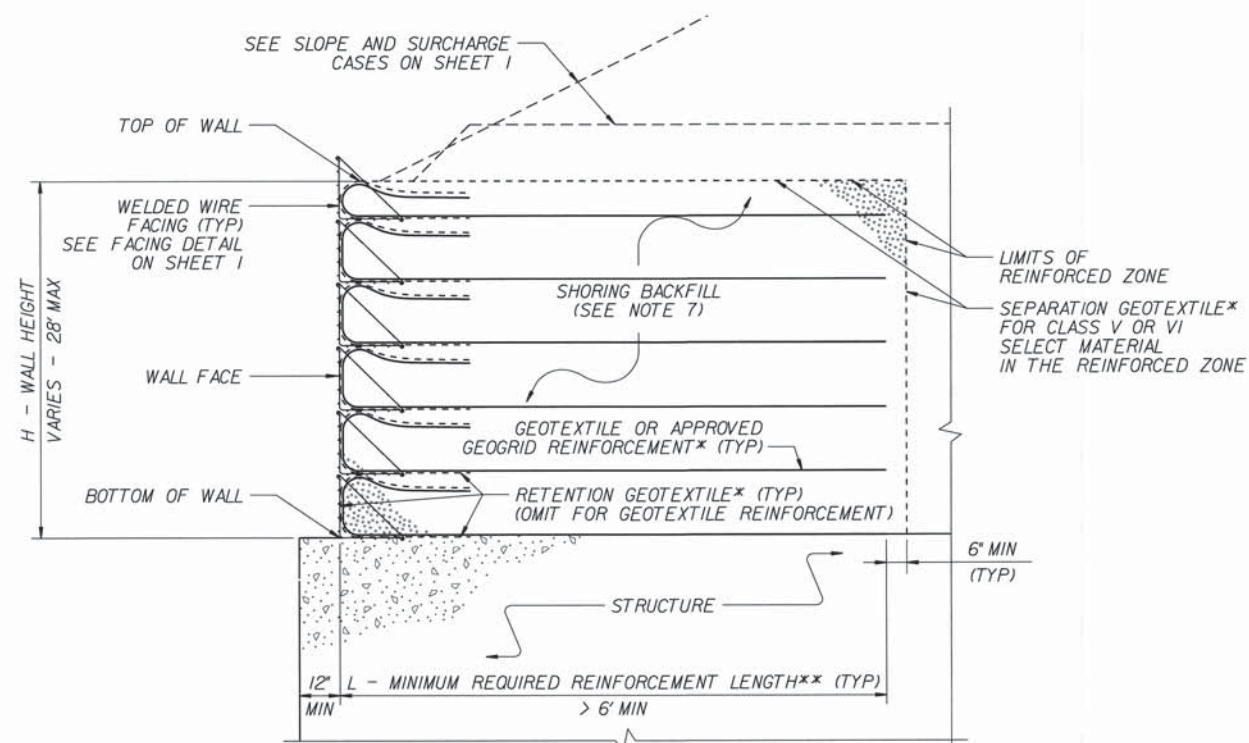 SEE SLOPE AND SURCHARGE
CASES ON SHEET 1
TOP OF WALL
WELDED WIRE
FACING (TYP)
SEE FACING DETAIL
ON SHEET 1
H - WALL HEIGHT
VARIES - 28' MAX
SHORING BACKFILL
(SEE NOTE 7)
LIMITS OF
REINFORCED ZONE
SEPARATION GEOTEXTILE*
FOR CLASS V OR VI
SELECT MATERIAL
IN THE REINFORCED ZONE
WALL FACE
GEOTEXTILE OR APPROVED
GEOGRID REINFORCEMENT* (TYP)
BOTTOM OF WALL
RETENTION GEOTEXTILE* (TYP)
(OMIT FOR GEOTEXTILE REINFORCEMENT)
6" MIN
(TYP)
STRUCTURE
12"
MIN
L - MINIMUM REQUIRED REINFORCEMENT LENGTH** (TYP)
> 6' MIN